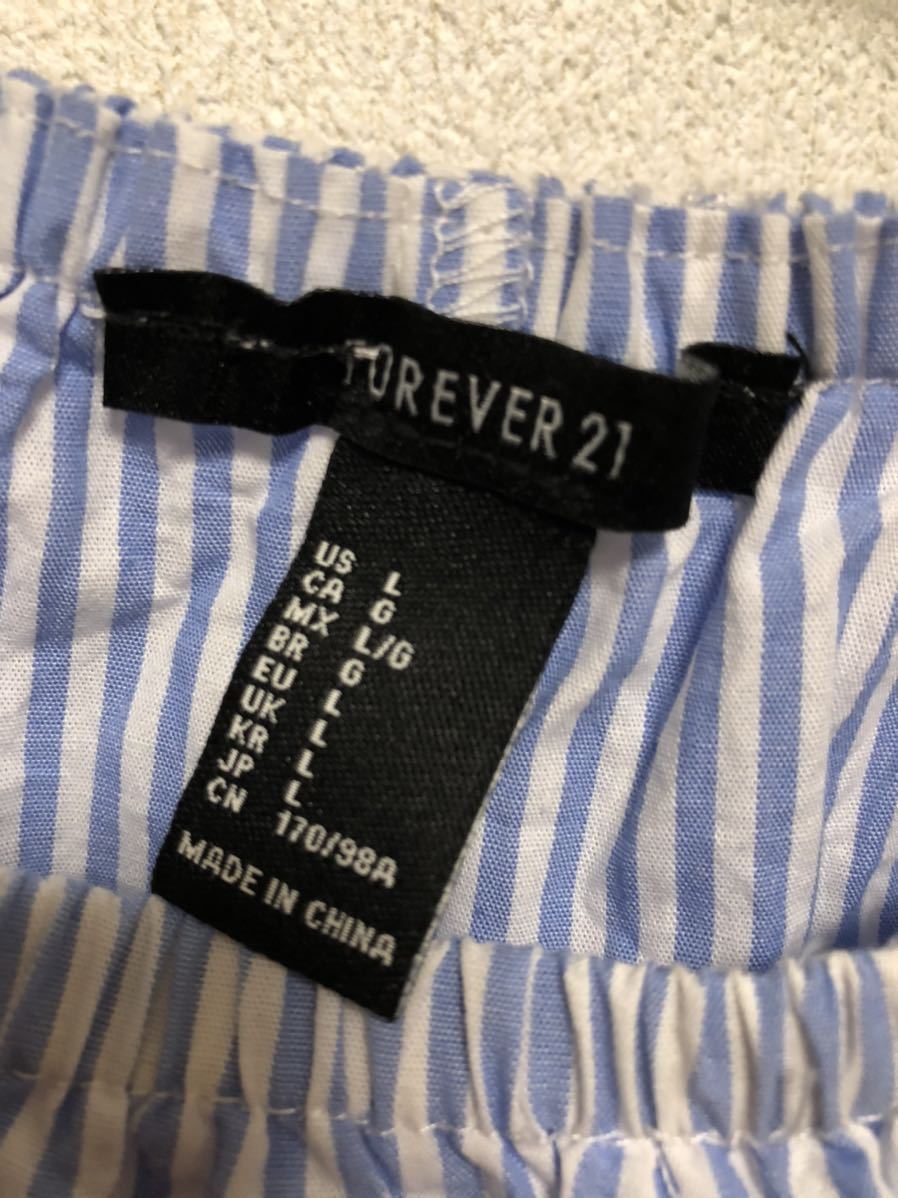 FOREVER 21
US L
CA G
MX L/G
BR G
EU L
UK L
KR L
JP L
CN 170/98A
MADE IN CHINA